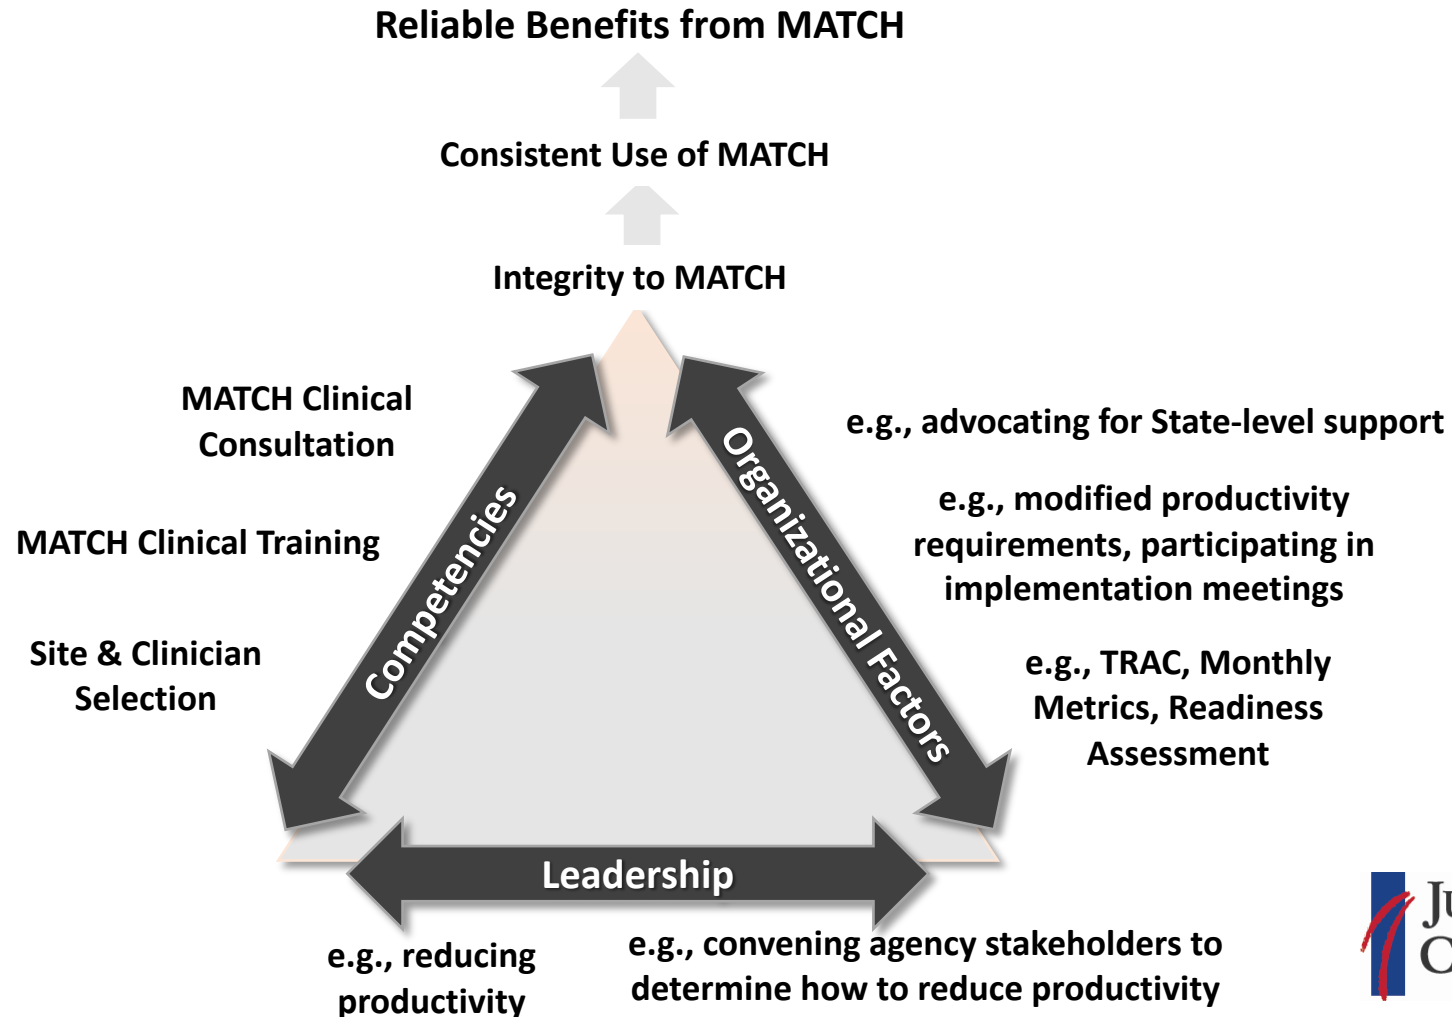 Reliable Benefits from MATCH
Consistent Use of MATCH
Integrity to MATCH
MATCH Clinical
Consultation
MATCH Clinical Training
Site & Clinician
Selection
Competencies
Organizational Factors
e.g., advocating for State-level support
e.g., modified productivity
requirements, participating in
implementation meetings
e.g., TRAC, Monthly
Metrics, Readiness
Assessment
Leadership
e.g., reducing
productivity
e.g., convening agency stakeholders to
determine how to reduce productivity